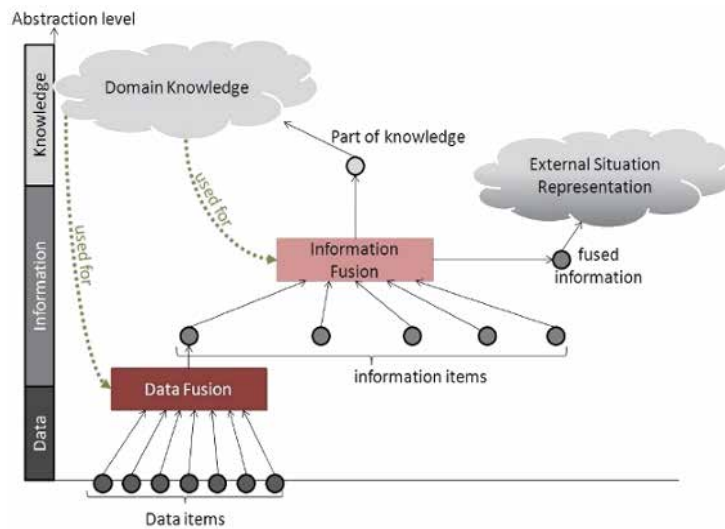 Abstraction level
Knowledge
Domain Knowledge
Part of knowledge
External Situation
Representation
used for
used for
Information
Information
Fusion
fused
information
information items
Data Fusion
Data
Data items